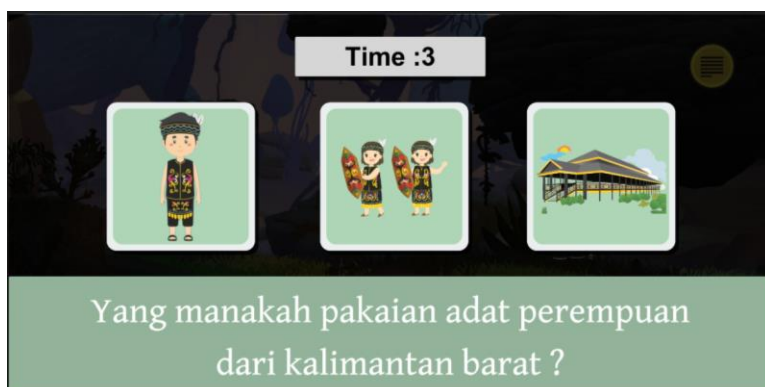 Time :3
Yang manakah pakaian adat perempuan
dari kalimantan barat ?